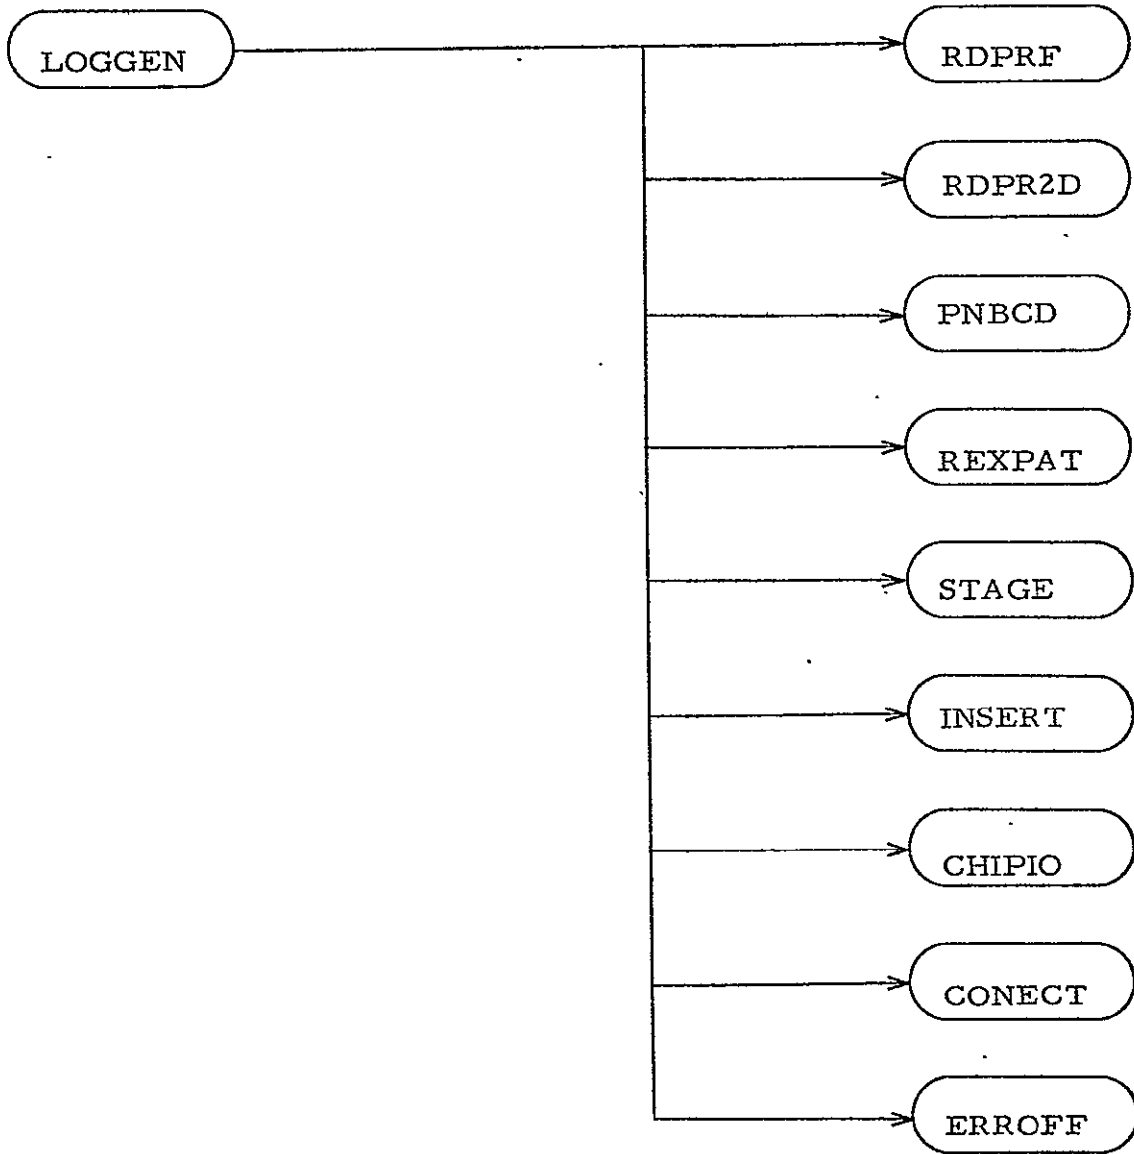 LOGGEN
RDPRF
RDPR2D
PNBCD
REXPAT
STAGE
INSERT
CHIPIO
CONECT
ERROFF